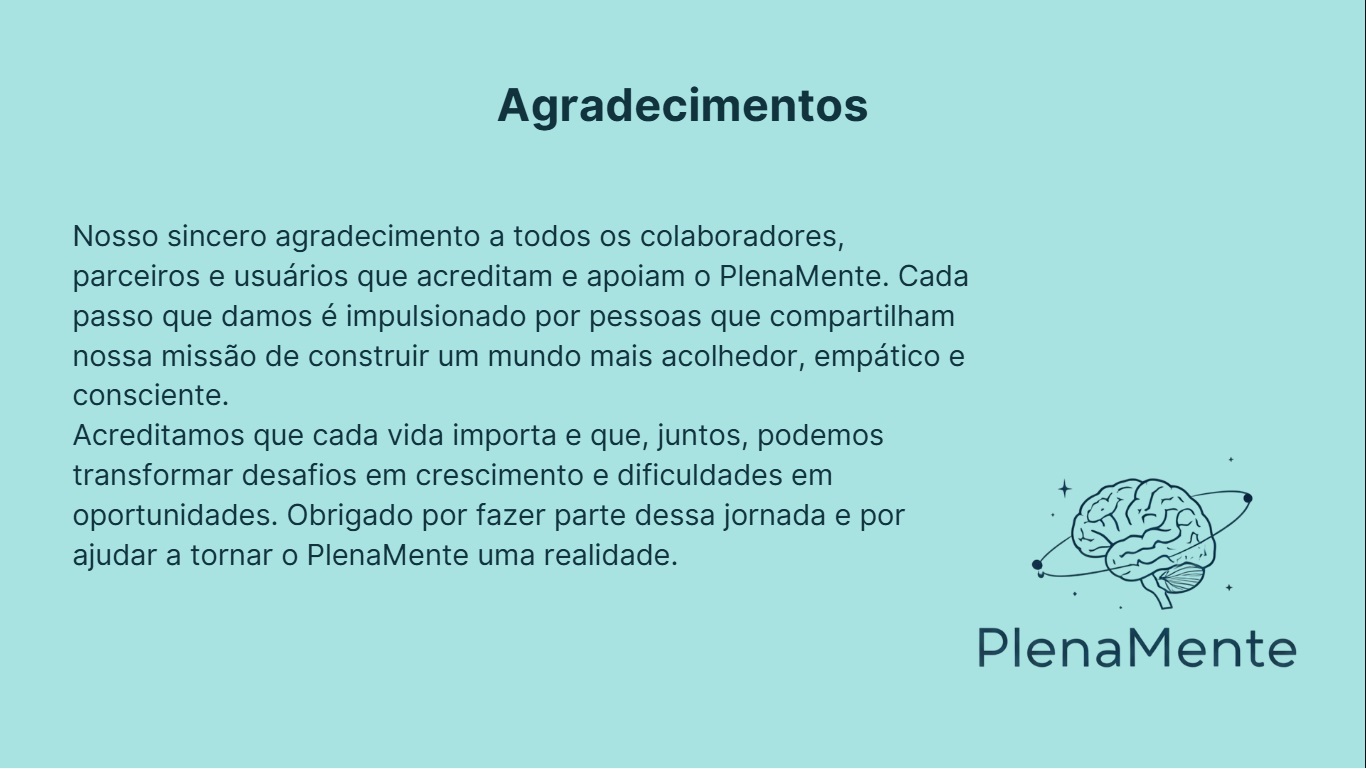 Agradecimentos
Nosso sincero agradecimento a todos os colaboradores,
parceiros e usuários que acreditam e apoiam o PlenaMente. Cada
passo que damos é impulsionado por pessoas que compartilham
nossa missão de construir um mundo mais acolhedor, empático e
consciente.
Acreditamos que cada vida importa e que, juntos, podemos
transformar desafios em crescimento e dificuldades em
oportunidades. Obrigado por fazer parte dessa jornada e por
ajudar a tornar o PlenaMente uma realidade.
PlenaMente